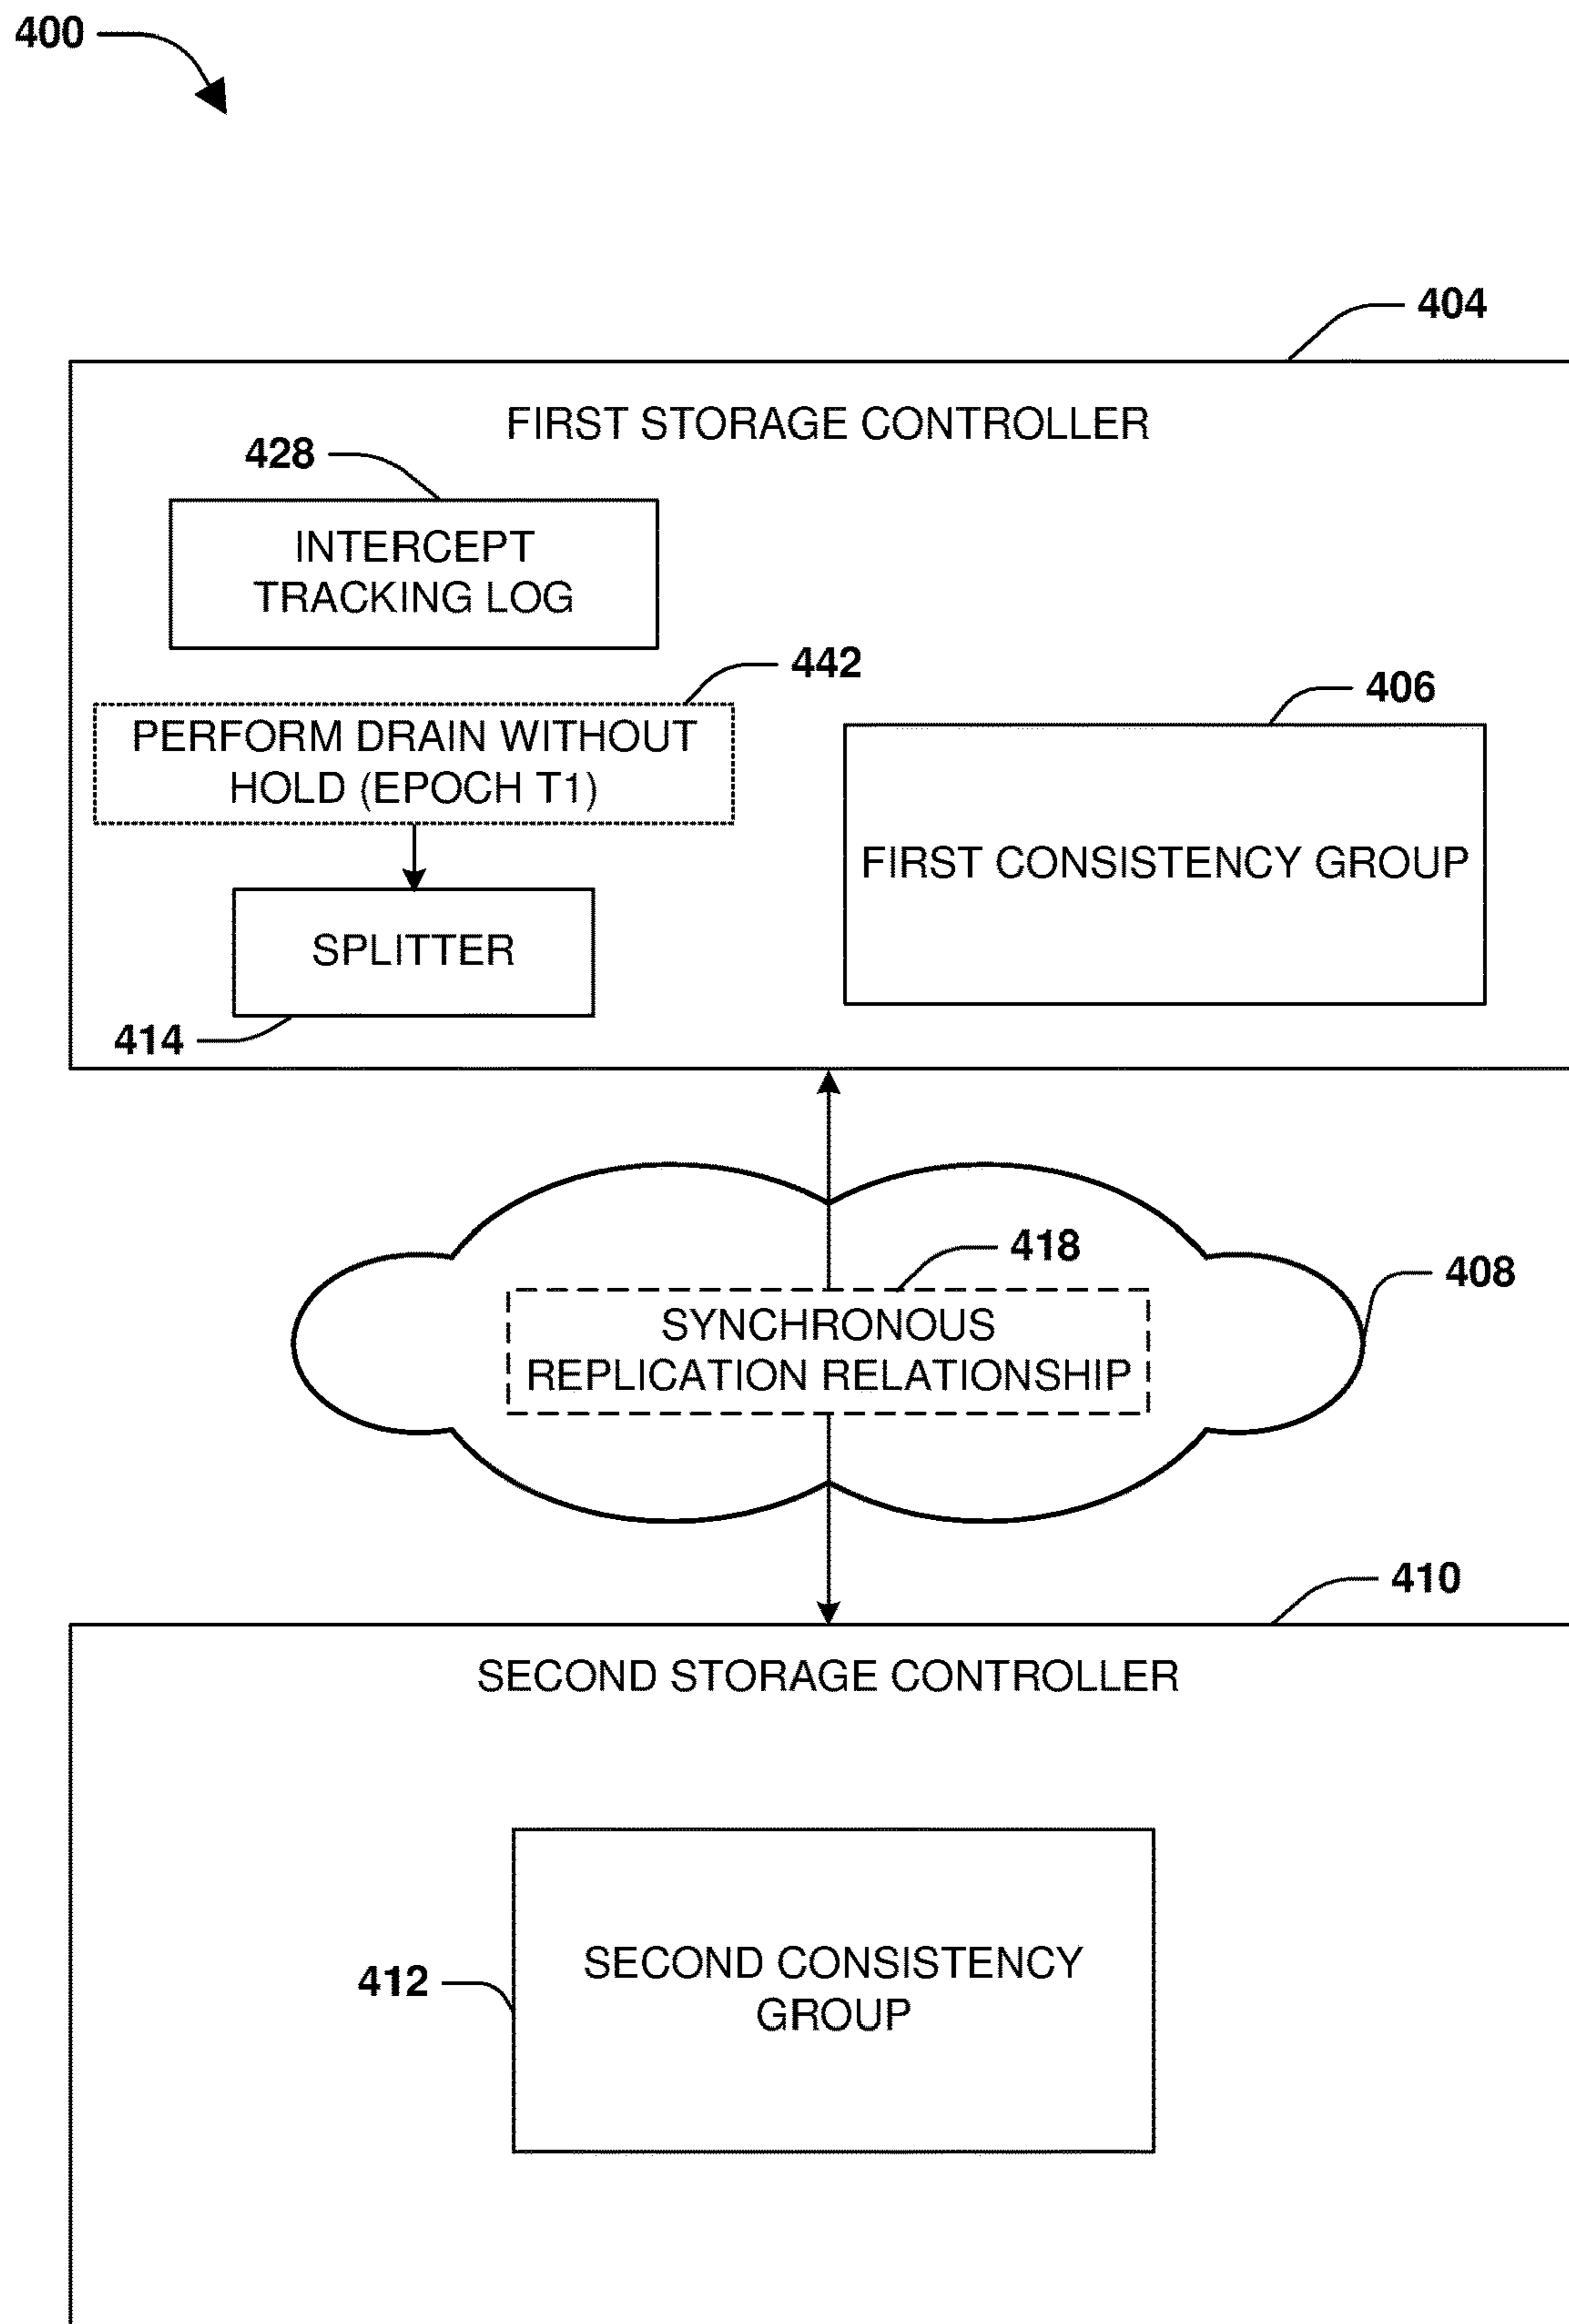 400
404
FIRST STORAGE CONTROLLER
428
INTERCEPT
TRACKING LOG
442
PERFORM DRAIN WITHOUT
HOLD (EPOCH T1)
406
FIRST CONSISTENCY GROUP
SPLITTER
414
418
SYNCHRONOUS
REPLICATION RELATIONSHIP
408
410
SECOND STORAGE CONTROLLER
SECOND CONSISTENCY
GROUP
412